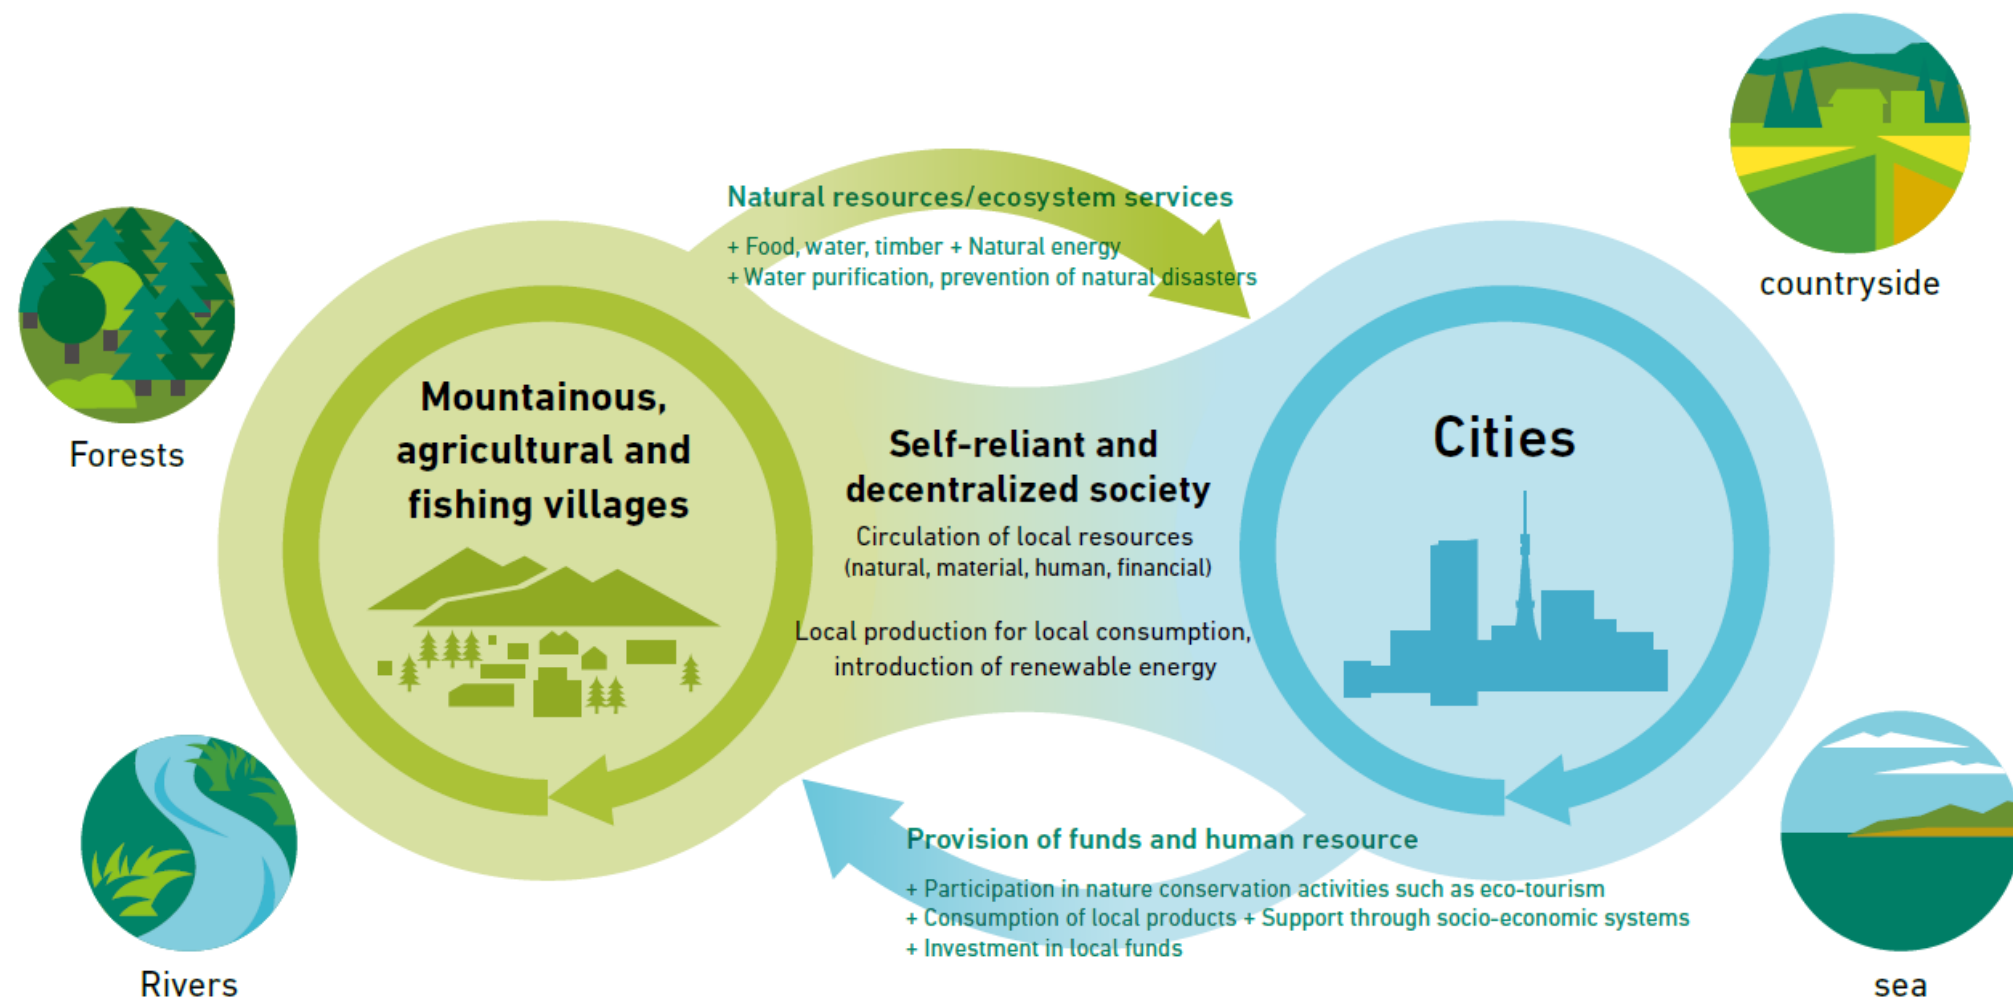 countryside
Natural resources/ecosystem services
+ Food, water, timber + Natural energy
+ Water purification, prevention of natural disasters
Forests
Mountainous,
agricultural and
fishing villages
Self-reliant and
decentralized society
Circulation of local resources
(natural, material, human, financial)
Local production for local consumption,
introduction of renewable energy
Cities
Provision of funds and human resource
+ Participation in nature conservation activities such as eco-tourism
+ Consumption of local products + Support through socio-economic systems
+ Investment in local funds
Rivers
sea